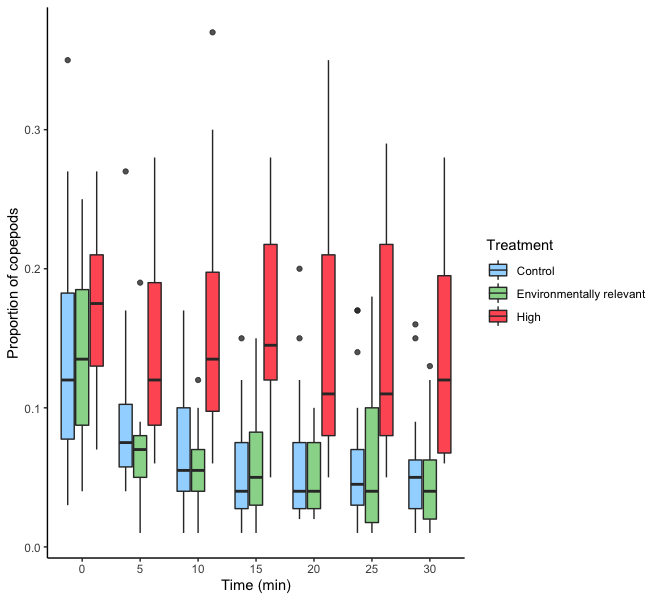 Proportion of copepods
0.3
0.2
0.1
0.0
0 5 10 15 20 25 30
Time (min)
Treatment
Control
Environmentally relevant
High